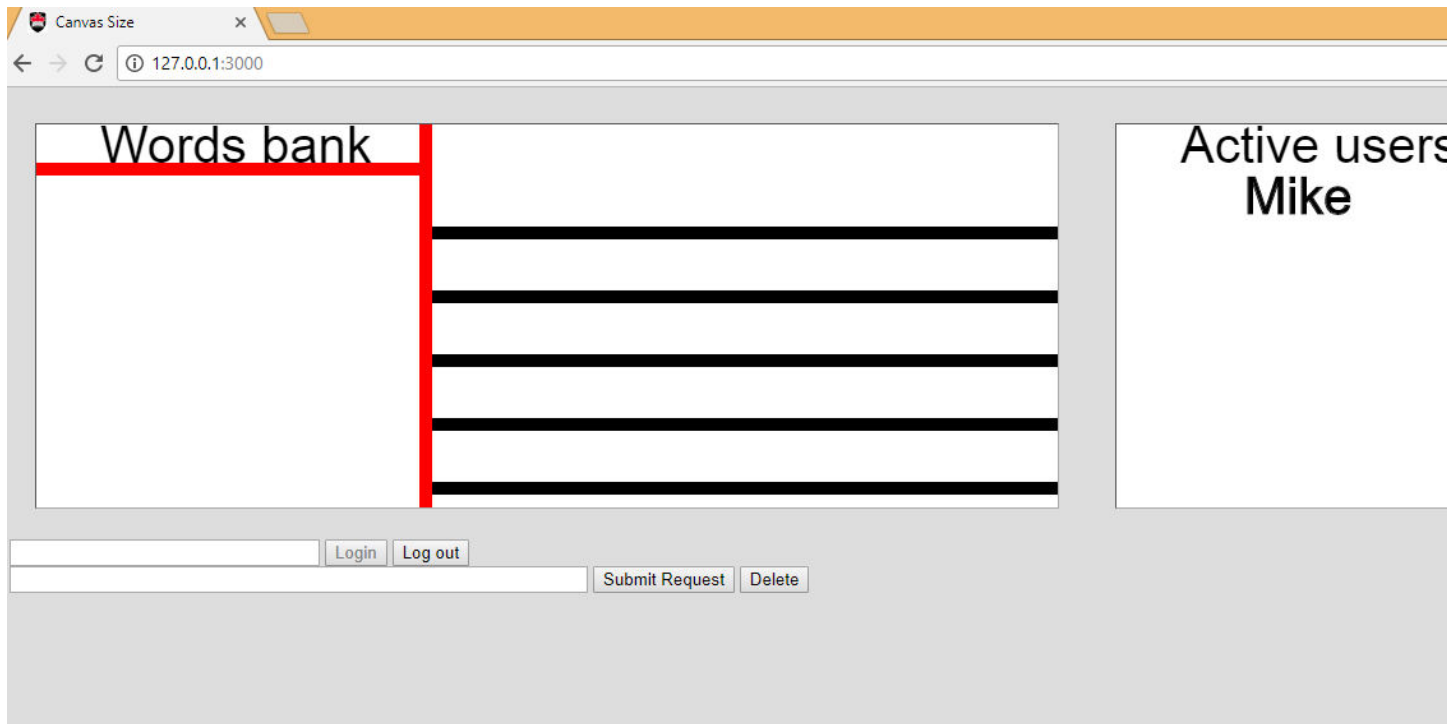 Canvas Size
127.0.0.1:3000
Words bank
Active users
Mike
Login Log out
Submit Request Delete